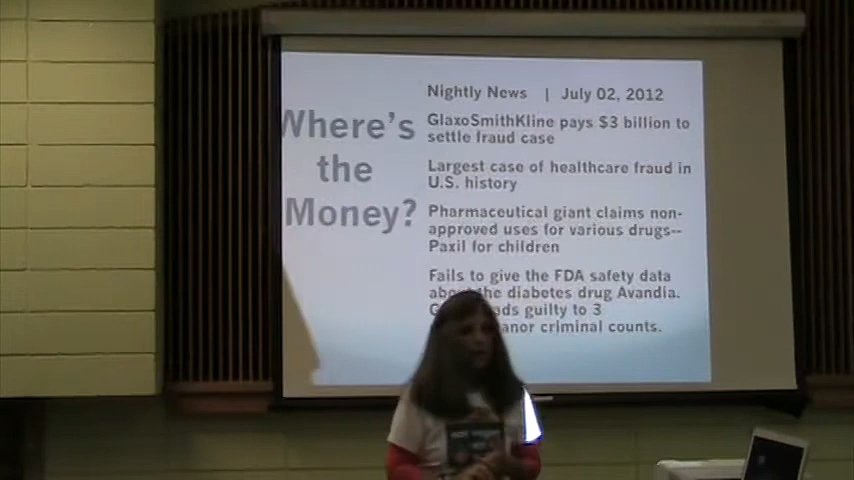 Where's
the
Money?
Nightly News | July 02, 2012
GlaxoSmithKline pays $3 billion to
settle fraud case
Largest case of healthcare fraud in
U.S. history
Pharmaceutical giant claims non-
approved uses for various drugs--
Paxil for children
Fails to give the FDA safety data
the diabetes drug Avandia.
guilty to 3
criminal counts.